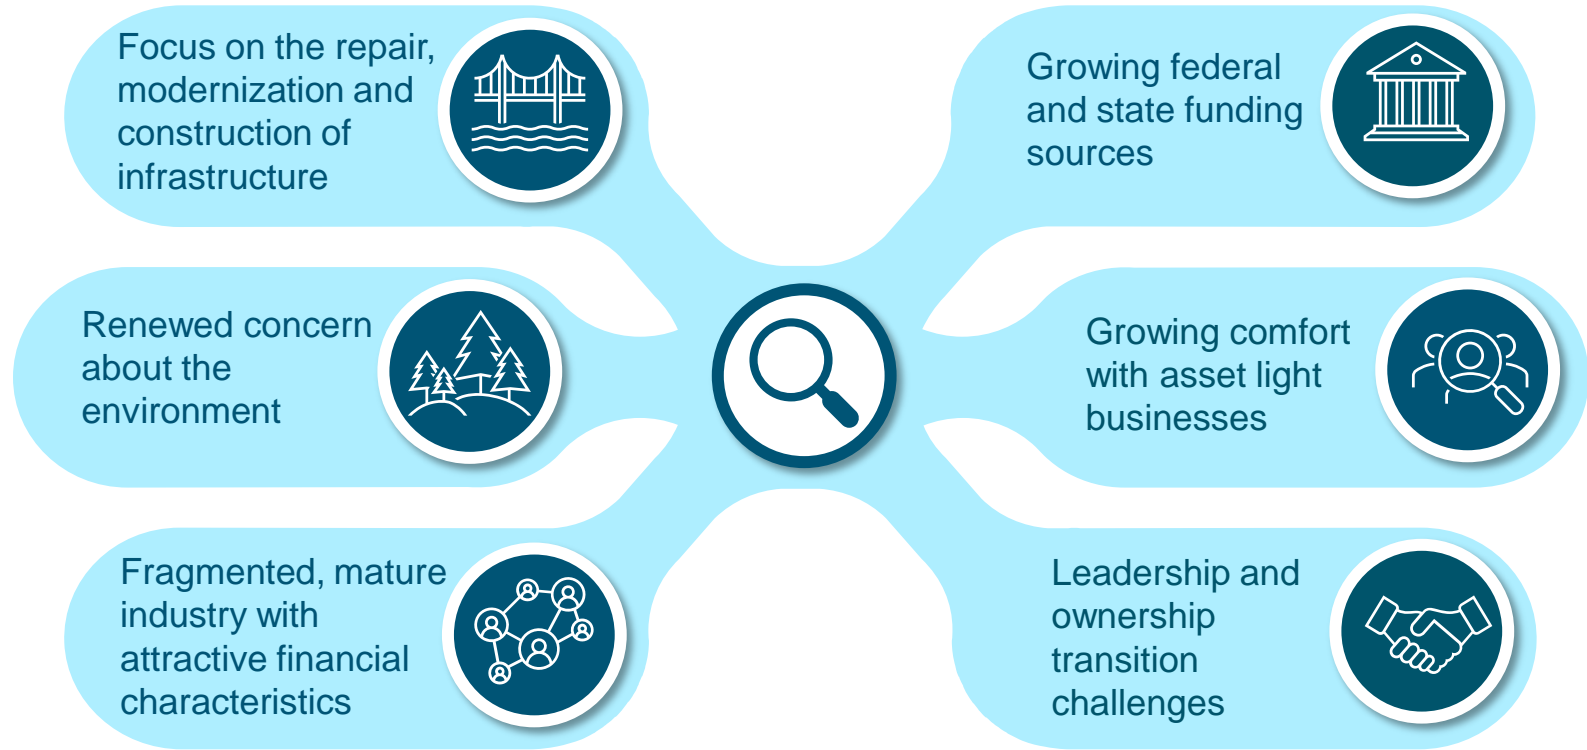 Focus on the repair,
modernization and
construction of
infrastructure
Growing federal
and state funding
sources
Renewed concern
about the
environment
Growing comfort
with asset light
businesses
Fragmented, mature
industry with
attractive financial
characteristics
Leadership and
ownership
transition
challenges